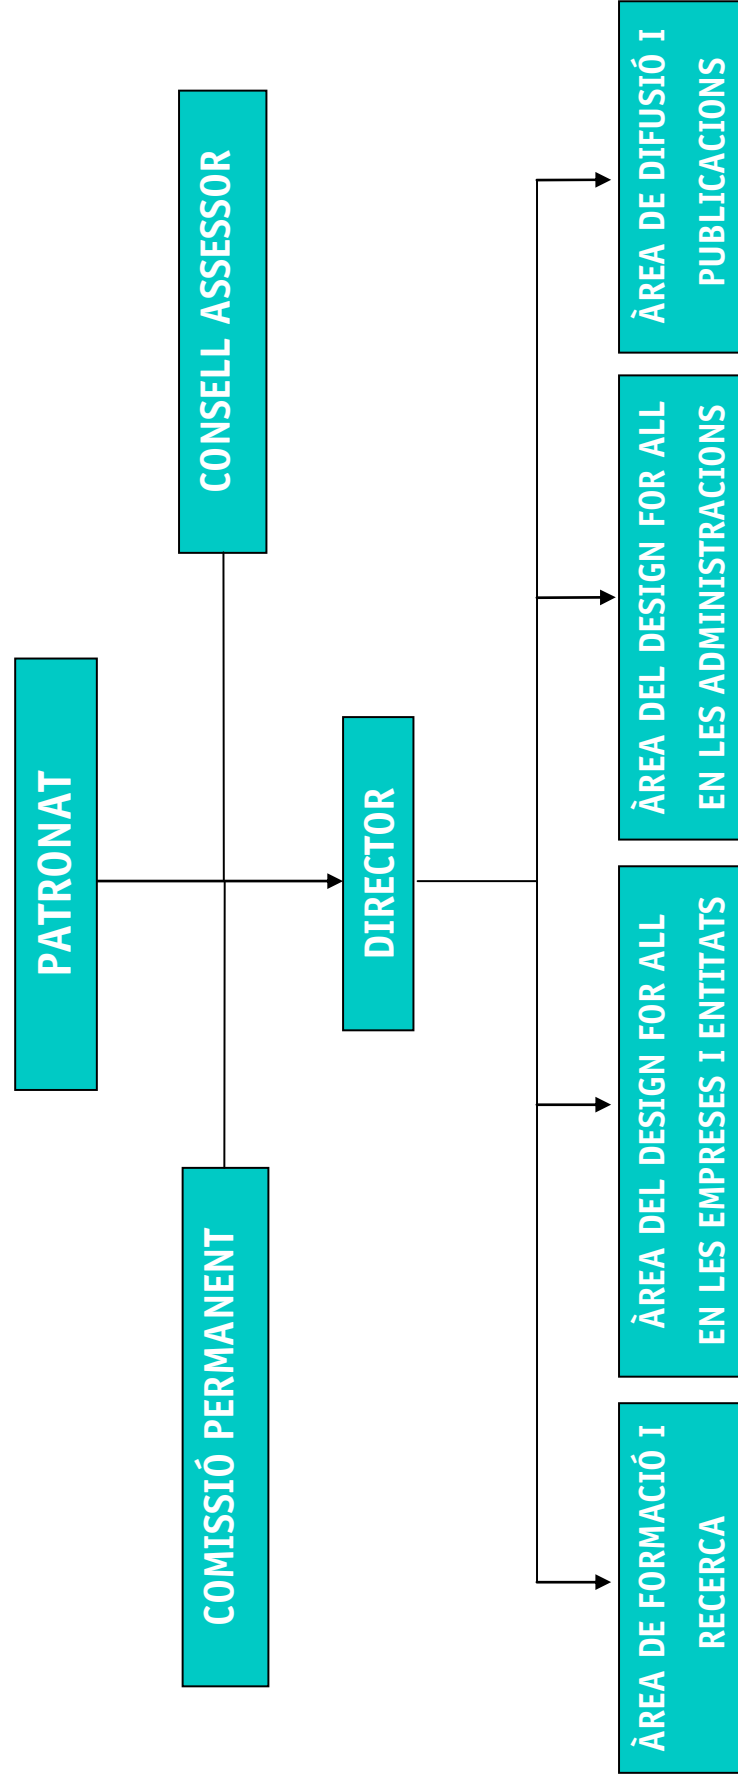 PATRONAT
COMISSIÓ PERMANENT
CONSELL ASSESSOR
DIRECTOR
ÀREA DE FORMACIÓ I
RECERCA
ÀREA DEL DESIGN FOR ALL
EN LES EMPRESES I ENTITATS
ÀREA DEL DESIGN FOR ALL
EN LES ADMINISTRACIONS
ÀREA DE DIFUSIÓ I
PUBLICACIONS